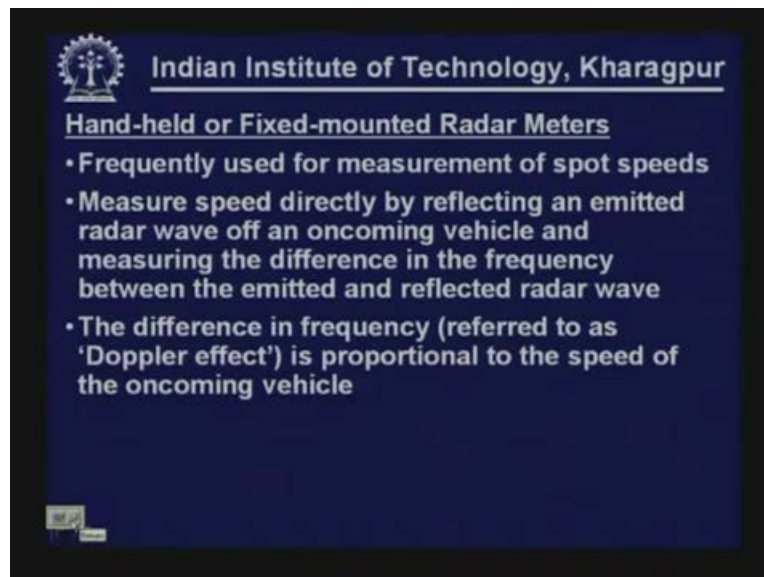 Indian Institute of Technology, Kharagpur
Hand-held or Fixed-mounted Radar Meters
• Frequently used for measurement of spot speeds
• Measure speed directly by reflecting an emitted
radar wave off an oncoming vehicle and
measuring the difference in the frequency
between the emitted and reflected radar wave
• The difference in frequency (referred to as
‘Doppler effect’) is proportional to the speed of
the oncoming vehicle